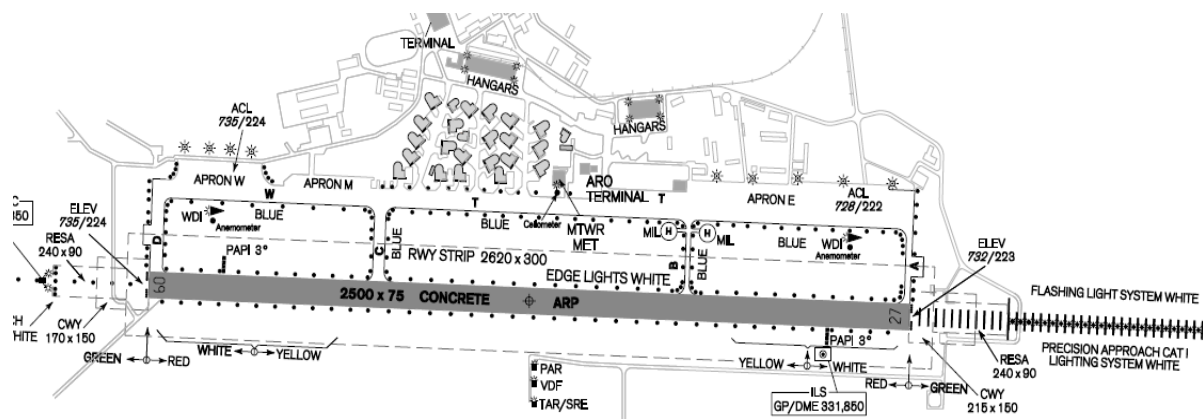 TERMINAL
HANGARS
HANGARS
ACL
735/224
APRON W
W
APRON M
ARO
TERMINAL
T
T
APRON E
ACL
728/222
ELEV
735/224
RESA
240 x 90
WDI
Anemometer
BLUE
PAPI 3°
D
C
BLUE
BLUE
Ceilometer
MTWR
MET
MIL
H
H
MIL
B
BLUE
BLUE
WDI
Anemometer
A
ELEV
732/223
RWY STRIP 2620 x 300
EDGE LIGHTS WHITE
09
2500 x 75 CONCRETE
ARP
27
FLASHING LIGHT SYSTEM WHITE
PRECISION APPROACH CAT I
LIGHTING SYSTEM WHITE
CWY
170 x 150
GREEN
RED
WHITE
YELLOW
PAPI 3°
YELLOW
WHITE
ILS
GP/DME 331,850
RED
GREEN
RESA
240 x 90
CWY
215 x 150
PAR
VDF
TAR/SRE